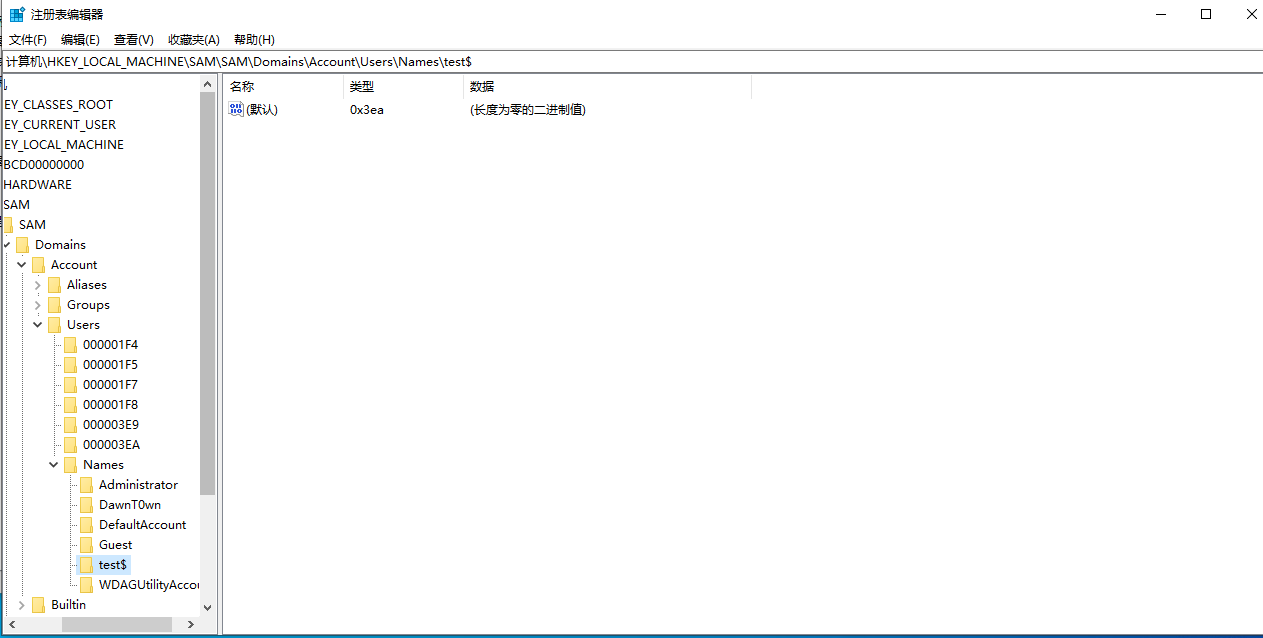 注册表编辑器
文件(F) 编辑(E) 查看(V) 收藏夹(A) 帮助(H)
计算机\HKEY_LOCAL_MACHINE\SAM\SAM\Domains\Account\Users\Names\test$
名称 类型 数据
(默认) 0x3ea (长度为零的二进制值)
EY_CLASSES_ROOT
EY_CURRENT_USER
EY_LOCAL_MACHINE
BCD00000000
HARDWARE
SAM
SAM
Domains
Account
Aliases
Groups
Users
000001F4
000001F5
000001F7
000001F8
000003E9
000003EA
Names
Administrator
DawnT0wn
DefaultAccount
Guest
test$
WDAGUtilityAccou
Builtin